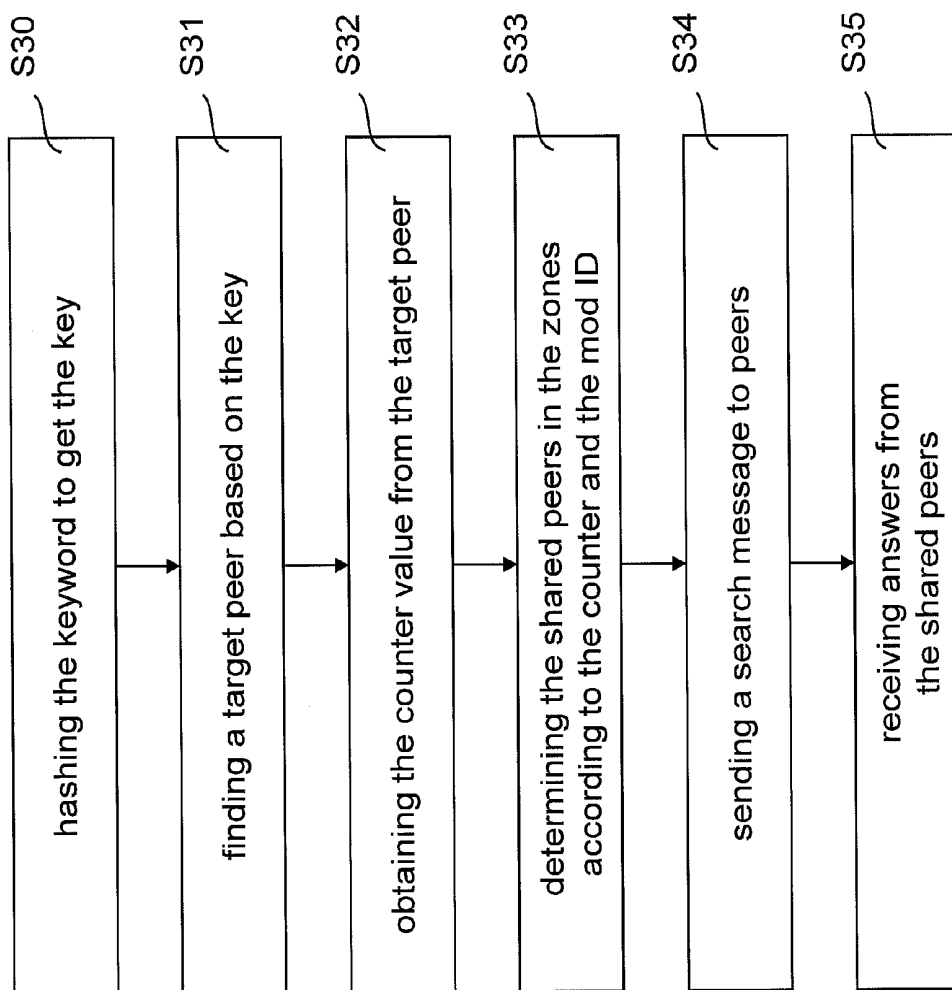 S30
hashing the keyword to get the key
S31
finding a target peer based on the key
S32
obtaining the counter value from the target peer
S33
determining the shared peers in the zones
according to the counter and the mod ID
S34
sending a search message to peers
S35
receiving answers from
the shared peers